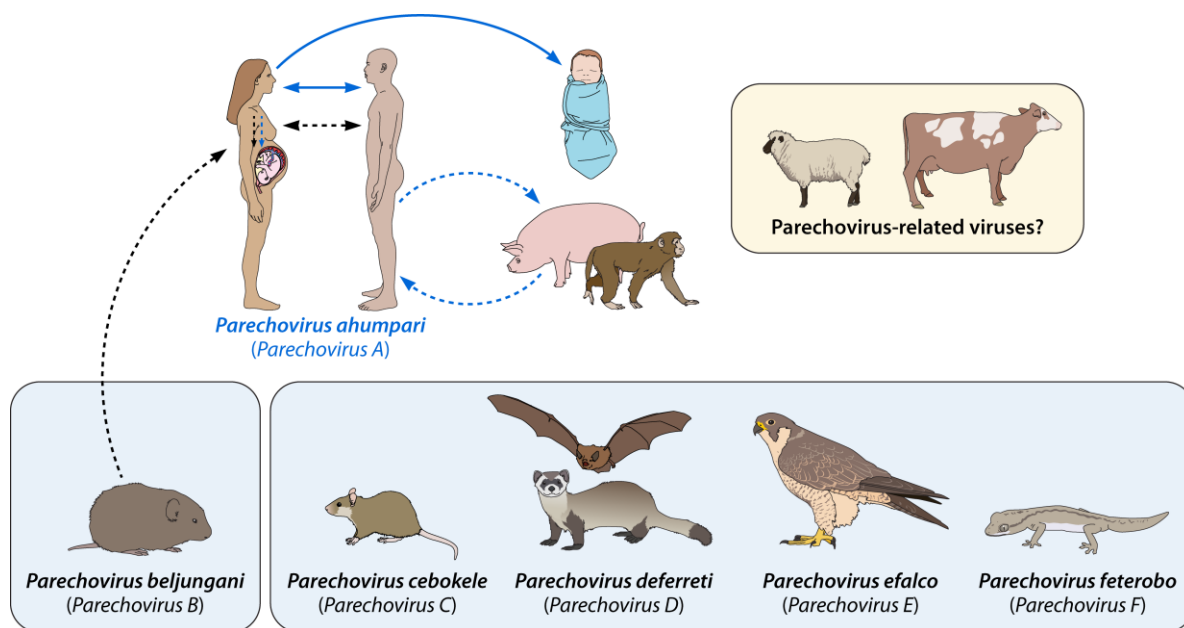 Parechovirus-related viruses?
Parechovirus ahumpari
(Parechovirus A)
Parechovirus beljungani
(Parechovirus B)
Parechovirus cebokele
(Parechovirus C)
Parechovirus deferreti
(Parechovirus D)
Parechovirus efalco
(Parechovirus E)
Parechovirus feterobo
(Parechovirus F)